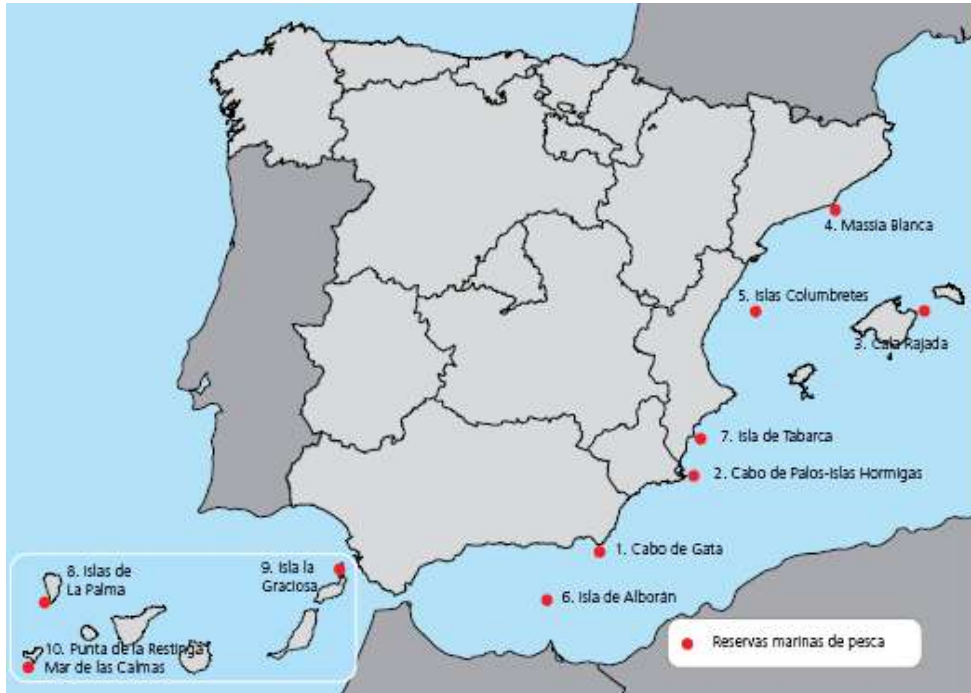 4. Massia Blanca
5. Islas Columbretes
3. Cala Rajada
7. Isla de Tabarca
2. Cabo de Palos-Islas Hormigas
1. Cabo de Gata
8. Islas de
La Palma
9. Isla la
Graciosa
6. Isla de Alborán
10. Punta de la Restinga
Mar de las Calmas
Reservas marinas de pesca